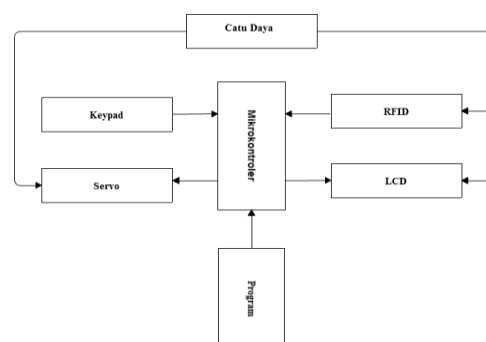 Catu Daya
Keypad
Mikrokontroler
RFID
Servo
LCD
Program